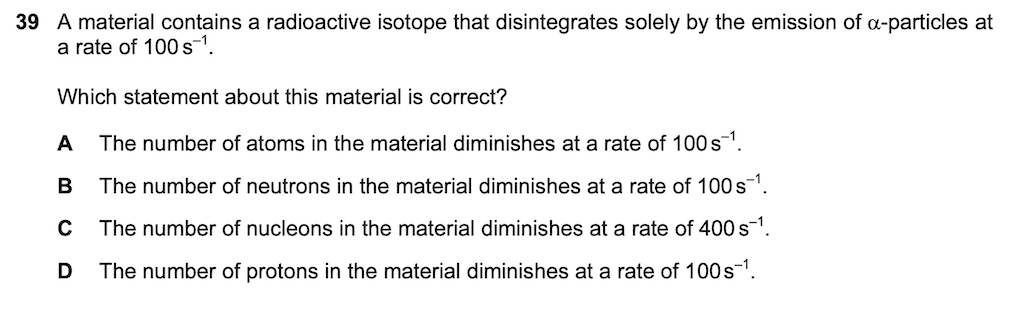 39 A material contains a radioactive isotope that disintegrates solely by the emission of α-particles at
a rate of 100 s⁻¹.
Which statement about this material is correct?
A The number of atoms in the material diminishes at a rate of 100 s⁻¹.
B The number of neutrons in the material diminishes at a rate of 100 s⁻¹.
C The number of nucleons in the material diminishes at a rate of 400 s⁻¹.
D The number of protons in the material diminishes at a rate of 100 s⁻¹.